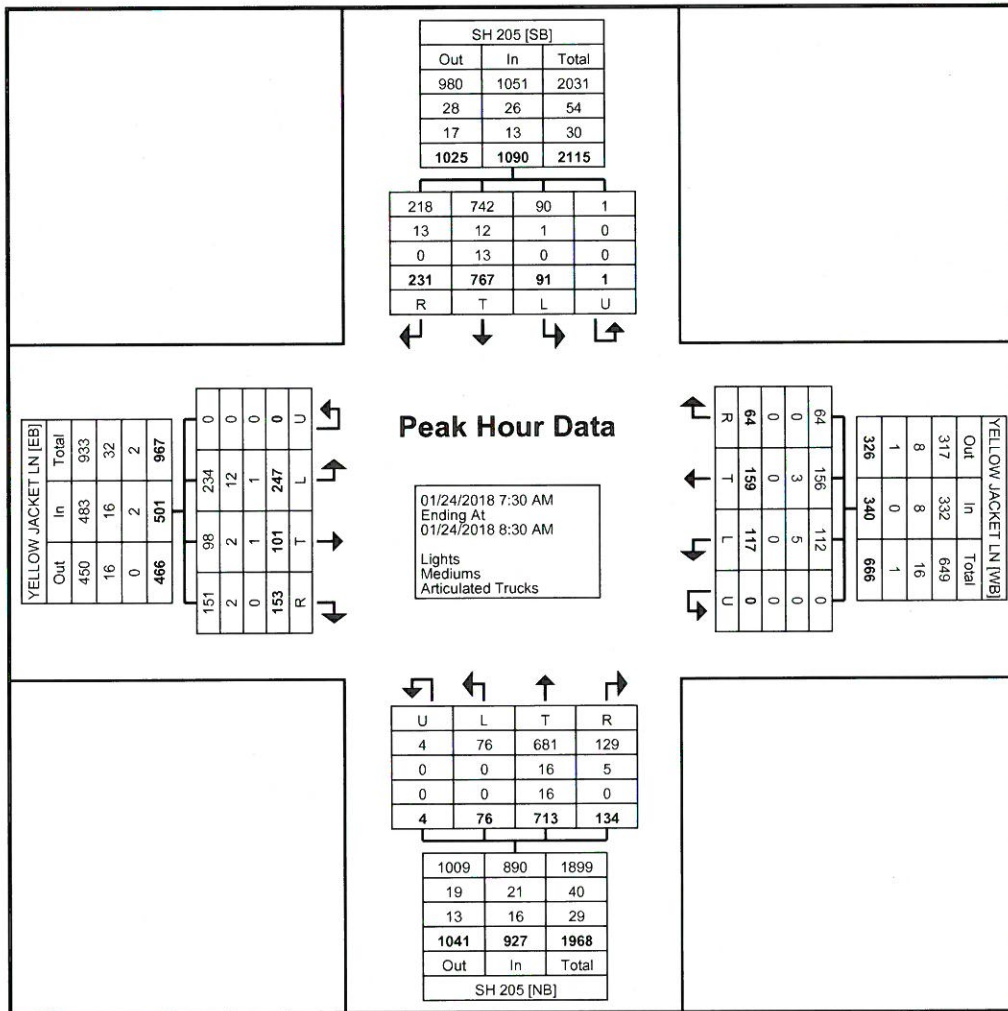 SH 205 [SB]
Out In Total
980 1051 2031
28 26 54
17 13 30
1025 1090 2115
218 742 90 1
13 12 1 0
0 13 0 0
231 767 91 1
R T L U
YELLOW JACKET LN [EB]
Total In Out
933 483 450
32 16 16
2 2 0
967 501 466
0 234 98 151
0 12 2 2
0 1 1 0
0 247 101 153
U L T R
Peak Hour Data
01/24/2018 7:30 AM
Ending At
01/24/2018 8:30 AM
Lights
Mediums
Articulated Trucks
R T L U
64 159 117 0
0 0 0 0
0 3 5 0
64 156 112 0
YELLOW JACKET LN [WB]
Out In Total
317 332 649
8 8 16
1 0 1
326 340 666
U L T R
4 76 681 129
0 0 16 5
0 0 16 0
4 76 713 134
1009 890 1899
19 21 40
13 16 29
1041 927 1968
Out In Total
SH 205 [NB]